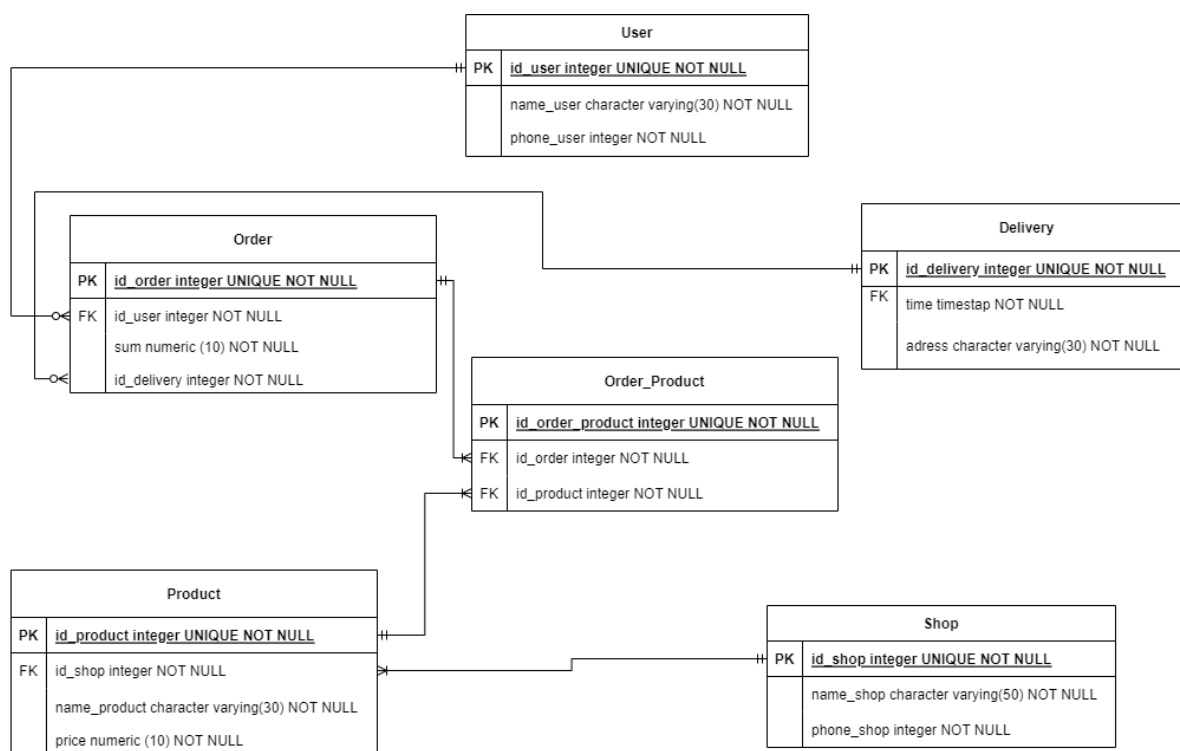 User
PK id_user integer UNIQUE NOT NULL
name_user character varying(30) NOT NULL
phone_user integer NOT NULL
Order
PK id_order integer UNIQUE NOT NULL
FK id_user integer NOT NULL
sum numeric (10) NOT NULL
id_delivery integer NOT NULL
Delivery
PK id_delivery integer UNIQUE NOT NULL
FK time timestap NOT NULL
adress character varying(30) NOT NULL
Order_Product
PK id_order_product integer UNIQUE NOT NULL
FK id_order integer NOT NULL
FK id_product integer NOT NULL
Product
PK id_product integer UNIQUE NOT NULL
FK id_shop integer NOT NULL
name_product character varying(30) NOT NULL
price numeric (10) NOT NULL
Shop
PK id_shop integer UNIQUE NOT NULL
name_shop character varying(50) NOT NULL
phone_shop integer NOT NULL